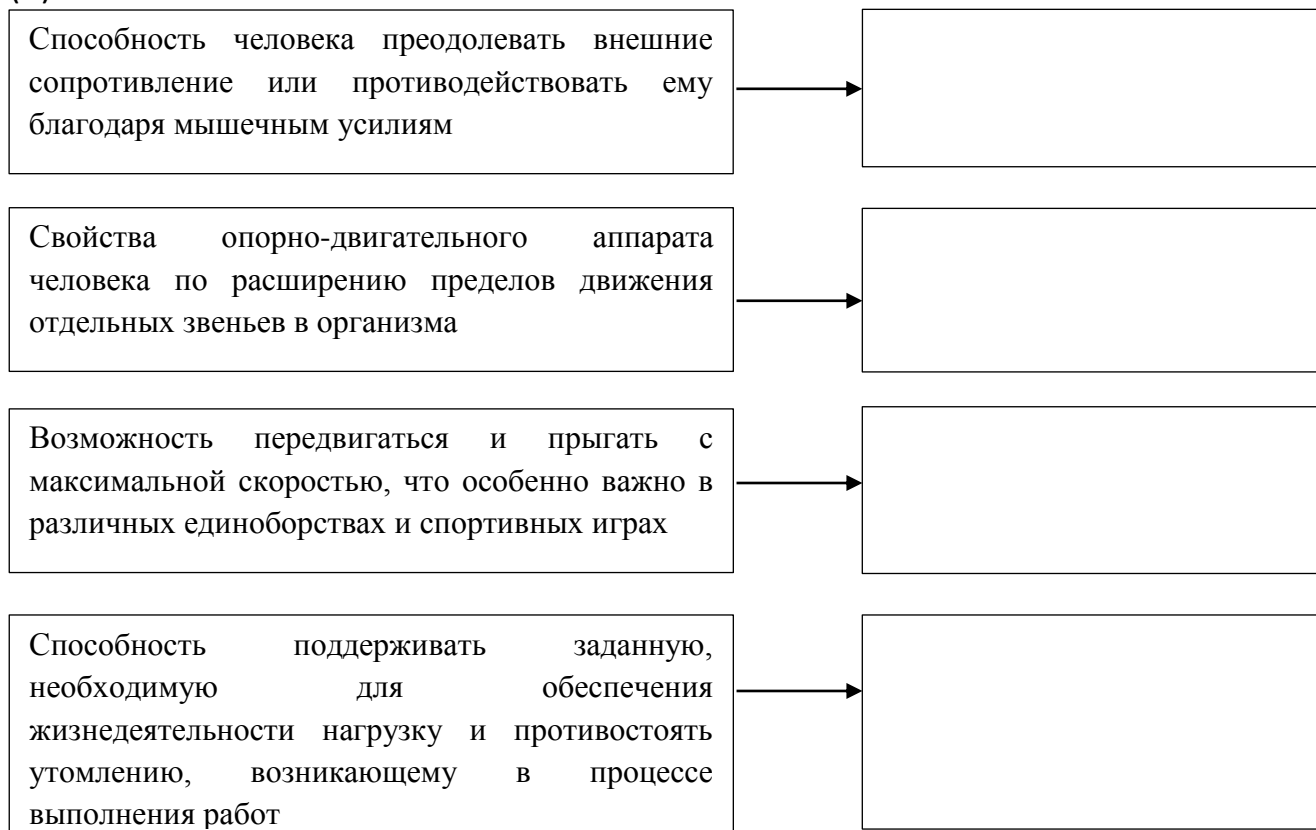 Способность человека преодолевать внешние
сопротивление или противодействовать ему
благодаря мышечным усилиям
Свойства опорно-двигательного аппарата
человека по расширению пределов движения
отдельных звеньев в организма
Возможность передвигаться и прыгать с
максимальной скоростью, что особенно важно в
различных единоборствах и спортивных играх
Способность поддерживать заданную,
необходимую для обеспечения
жизнедеятельности нагрузку и противостоять
утомлению, возникающему в процессе
выполнения работ